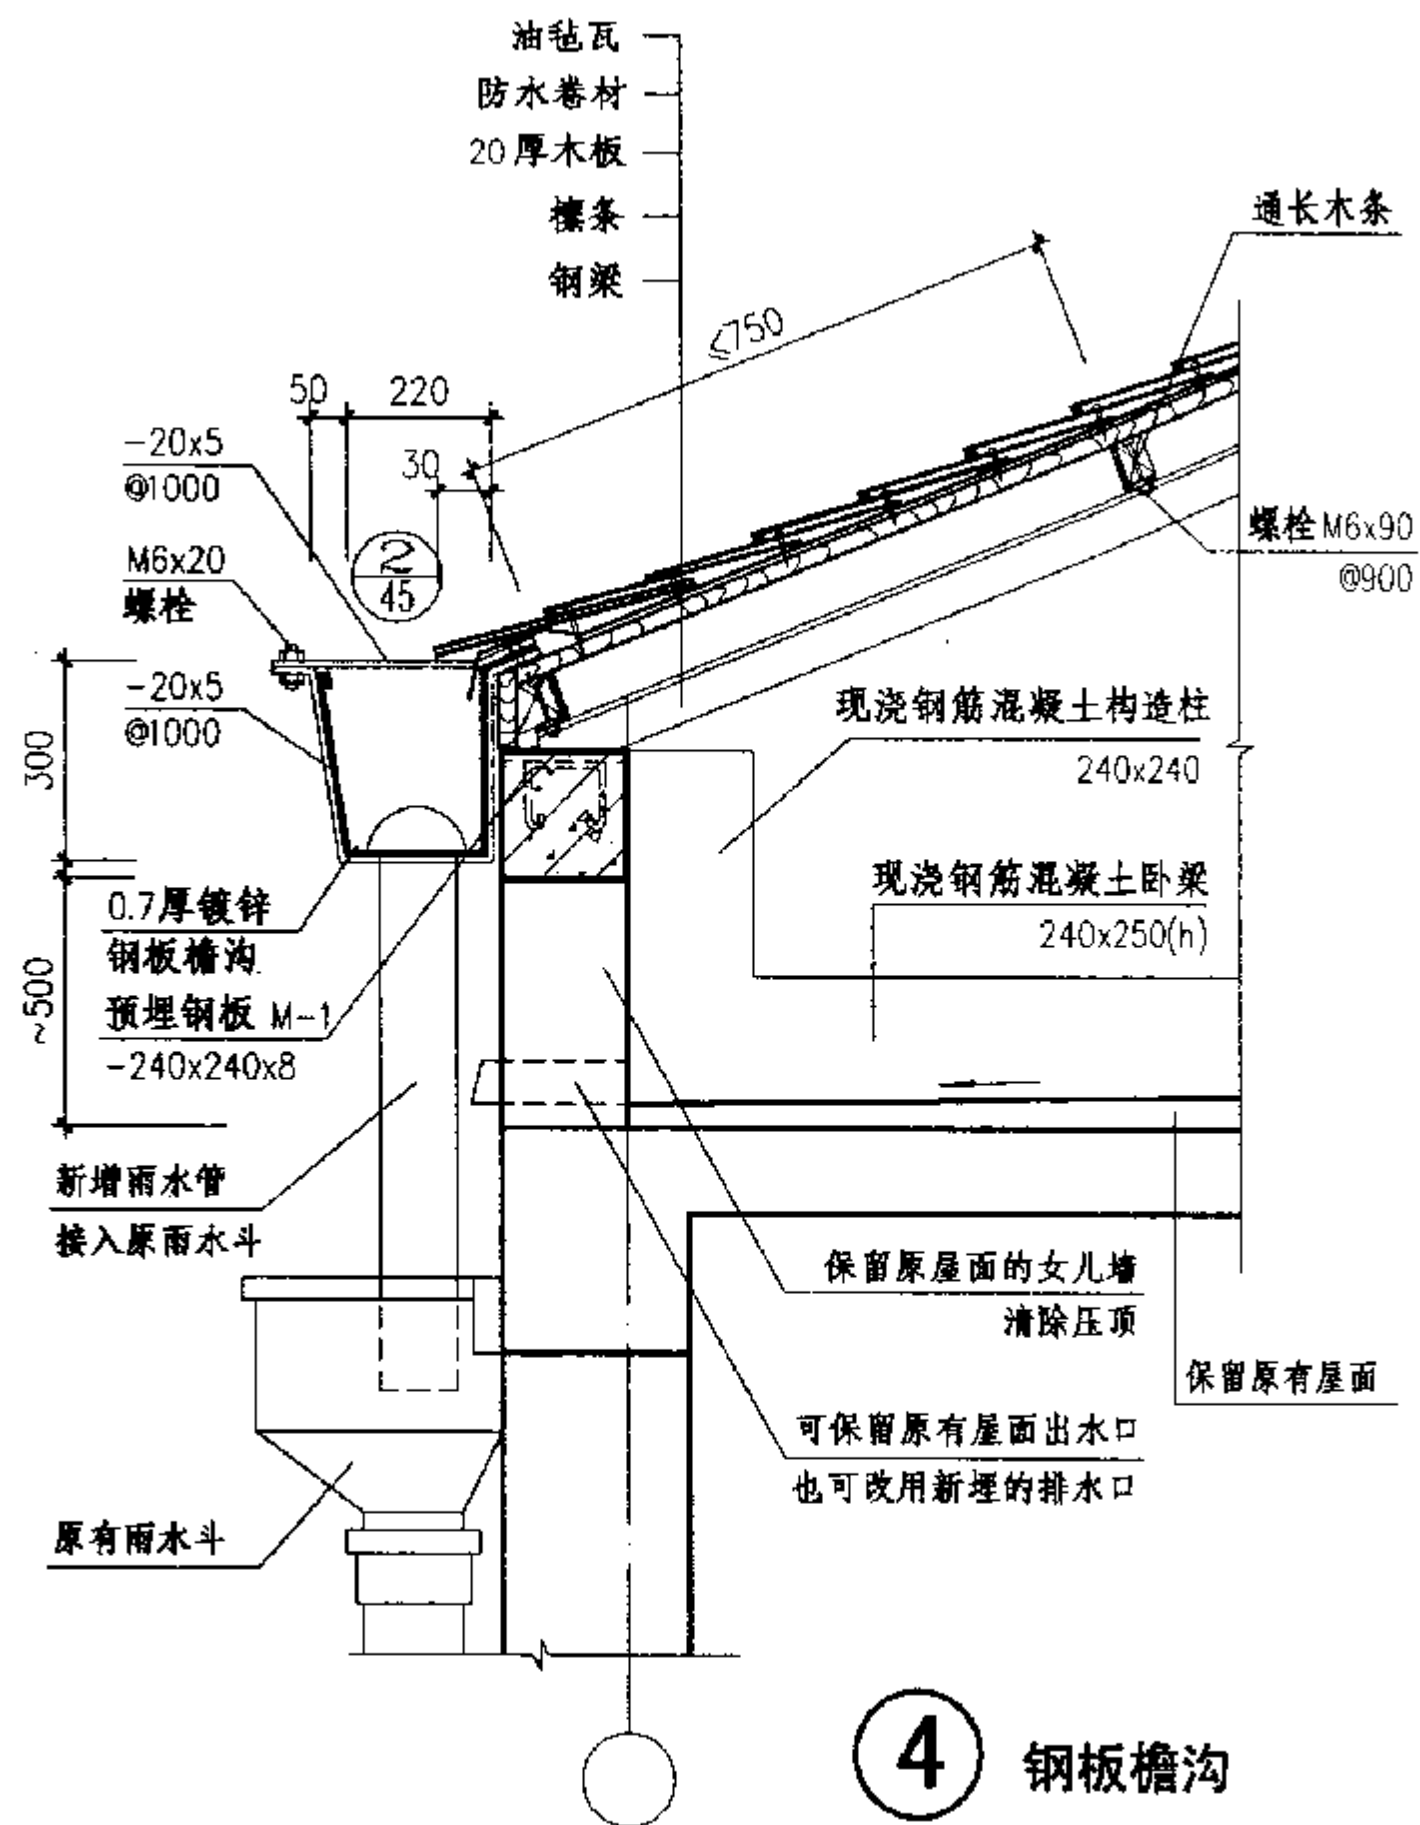 油毡瓦
防水卷材
20厚木板
檩条
钢梁
通长木条
≤750
50
220
-20x5
@1000
30
M6x20
螺栓
2
45
螺栓M6x90
@900
-20x5
@1000
300
现浇钢筋混凝土构造柱
240x240
0.7厚镀锌
钢板檐沟
现浇钢筋混凝土卧梁
240x250(h)
~500
预埋钢板 M-1
-240x240x8
新增雨水管
接入原雨水斗
保留原屋面的女儿墙
清除压顶
保留原有屋面
可保留原有屋面出水口
也可改用新埋的排水口
原有雨水斗
4 钢板檐沟